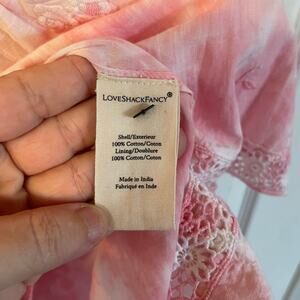 LOVESHACKFANCY®
Shell/Exterieur
100% Cotton/Coton
Lining/Doublure
100% Cotton/Coton
Made in India
Fabriqué en Inde